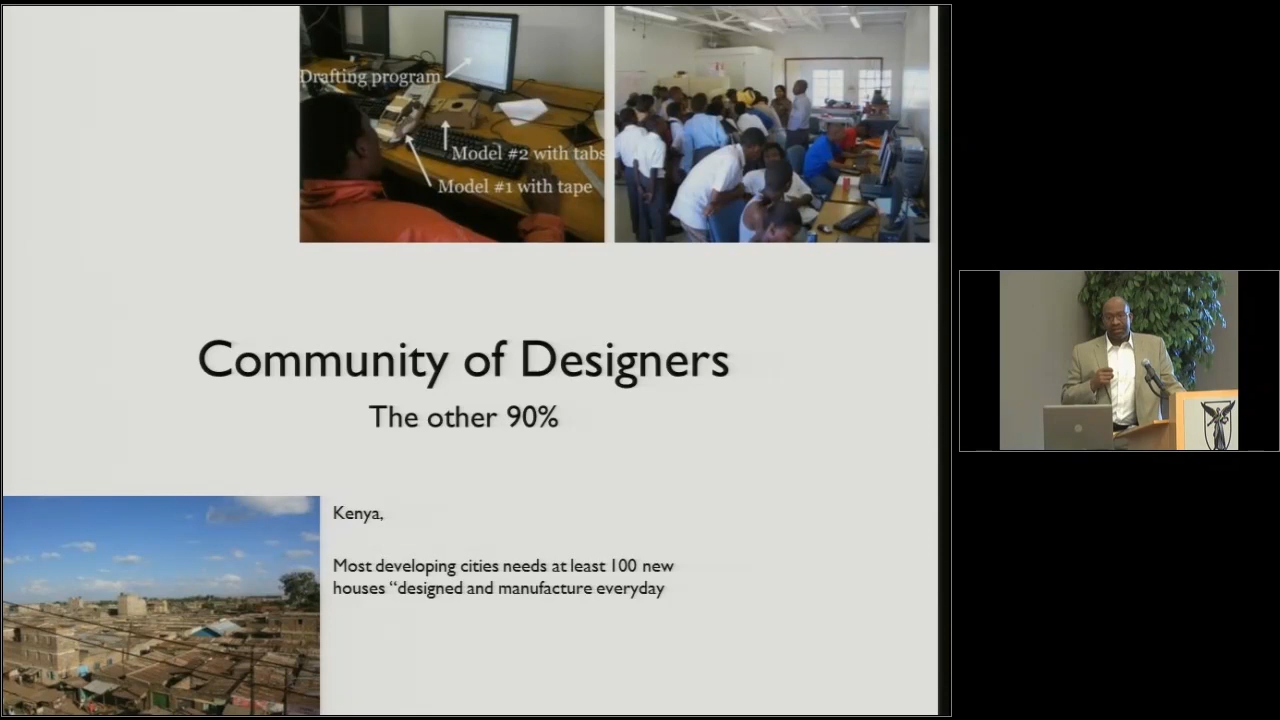 Drafting program
Model #2 with tabs
Model #1 with tape
Community of Designers
The other 90%
Kenya,
Most developing cities needs at least 100 new
houses “designed and manufacture everyday